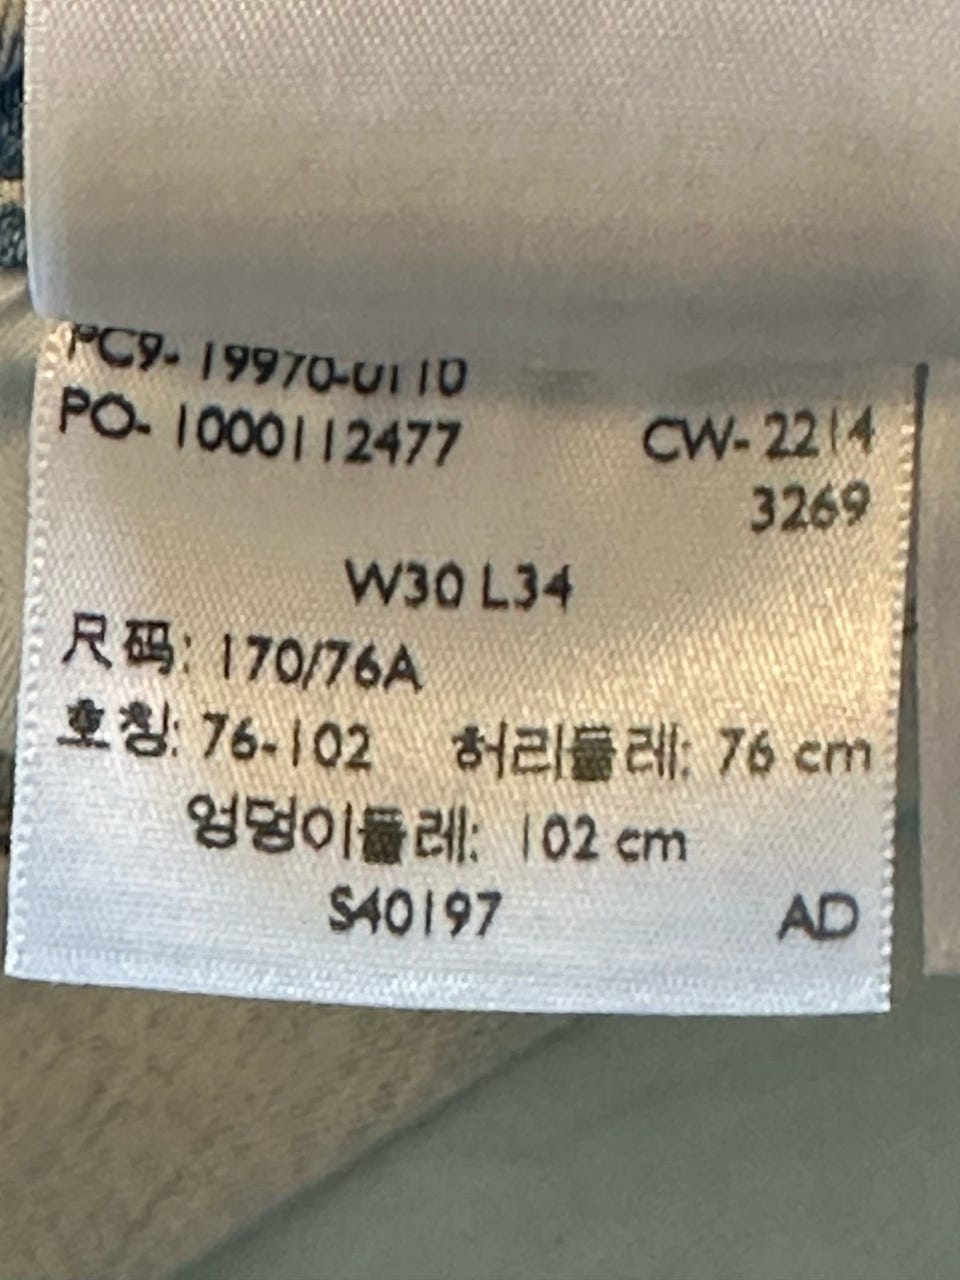 PC9- 19970-0110
PO- 1000112477
CW- 2214
3269
W30 L34
尺码: 170/76A
호칭: 76-102 허리둘레: 76 cm
엉덩이둘레: 102 cm
S40197 AD